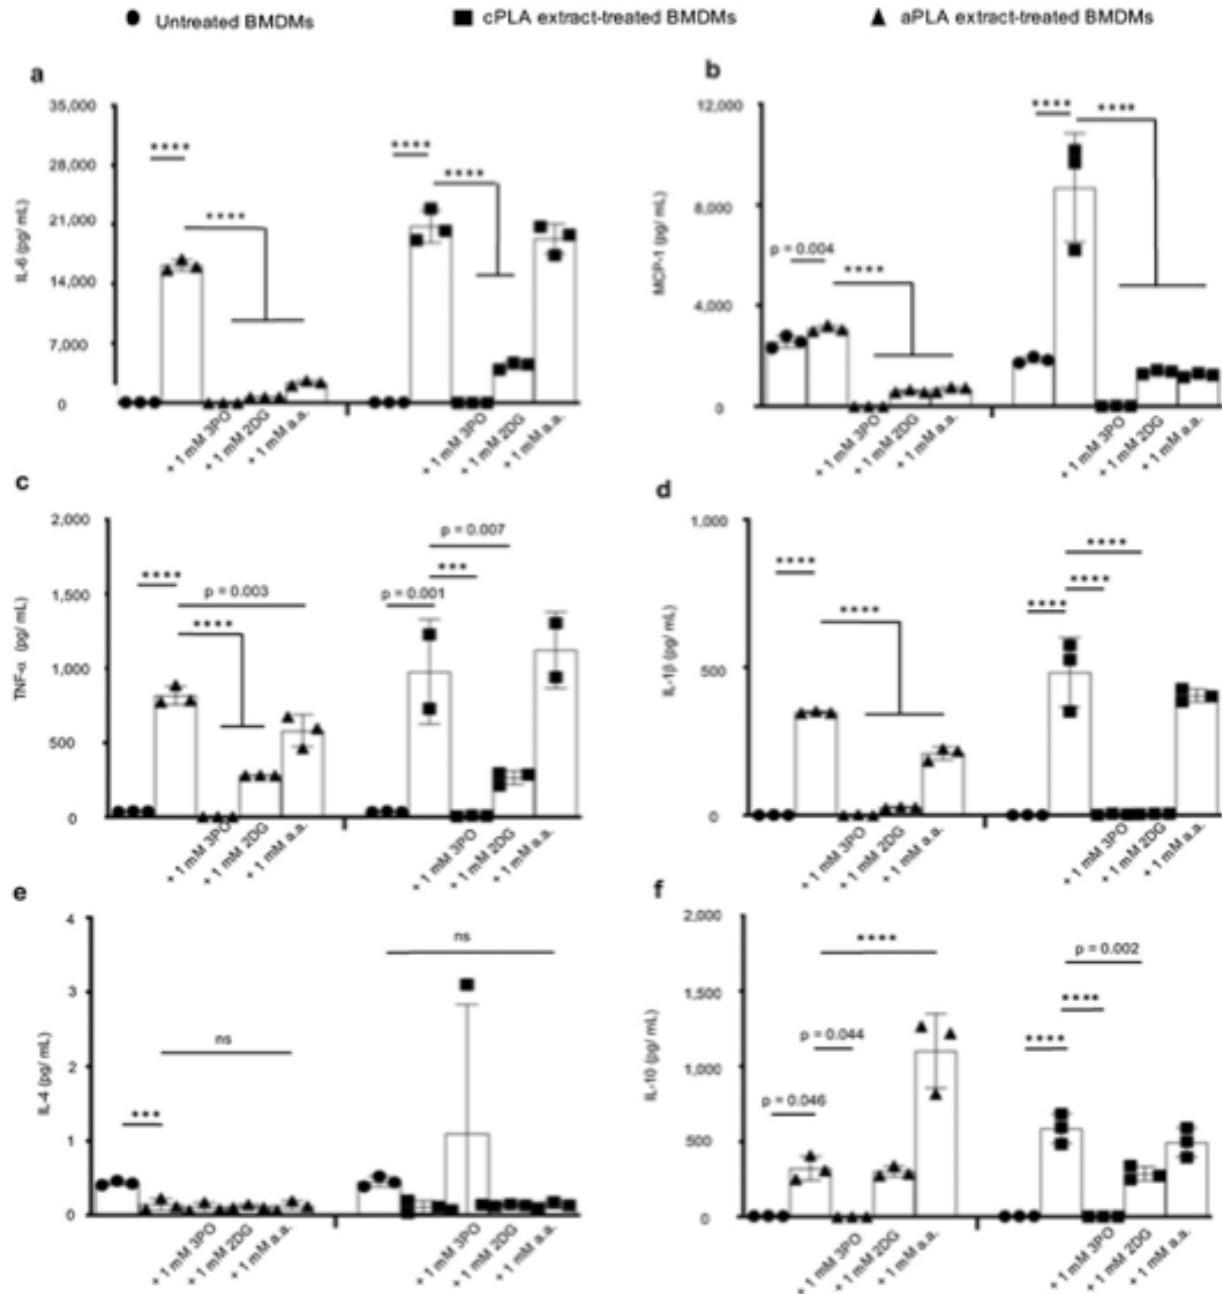 Untreated BMDMs
cPLA extract-treated BMDMs
aPLA extract-treated BMDMs
a
IL-6 (pg/ mL)
35,000
28,000
21,000
14,000
7,000
0
****
****
****
****
+ 1 mM 3PO
+ 1 mM 2DG
+ 1 mM a.a.
+ 1 mM 3PO
+ 1 mM 2DG
+ 1 mM a.a.
b
MCP-1 (pg/ mL)
12,000
8,000
4,000
0
p = 0.004
****
****
****
+ 1 mM 3PO
+ 1 mM 2DG
+ 1 mM a.a.
+ 1 mM 3PO
+ 1 mM 2DG
+ 1 mM a.a.
c
TNF-α (pg/ mL)
2,000
1,500
1,000
500
0
****
p = 0.003
****
p = 0.007
***
p = 0.001
+ 1 mM 3PO
+ 1 mM 2DG
+ 1 mM a.a.
+ 1 mM 3PO
+ 1 mM 2DG
+ 1 mM a.a.
d
IL-1β (pg/ mL)
1,000
500
0
****
****
****
****
****
+ 1 mM 3PO
+ 1 mM 2DG
+ 1 mM a.a.
+ 1 mM 3PO
+ 1 mM 2DG
+ 1 mM a.a.
e
IL-4 (pg/ mL)
4
3
2
1
0
***
ns
ns
+ 1 mM 3PO
+ 1 mM 2DG
+ 1 mM a.a.
+ 1 mM 3PO
+ 1 mM 2DG
+ 1 mM a.a.
f
IL-10 (pg/ mL)
2,000
1,500
1,000
500
0
****
p = 0.044
p = 0.046
p = 0.002
****
****
+ 1 mM 3PO
+ 1 mM 2DG
+ 1 mM a.a.
+ 1 mM 3PO
+ 1 mM 2DG
+ 1 mM a.a.